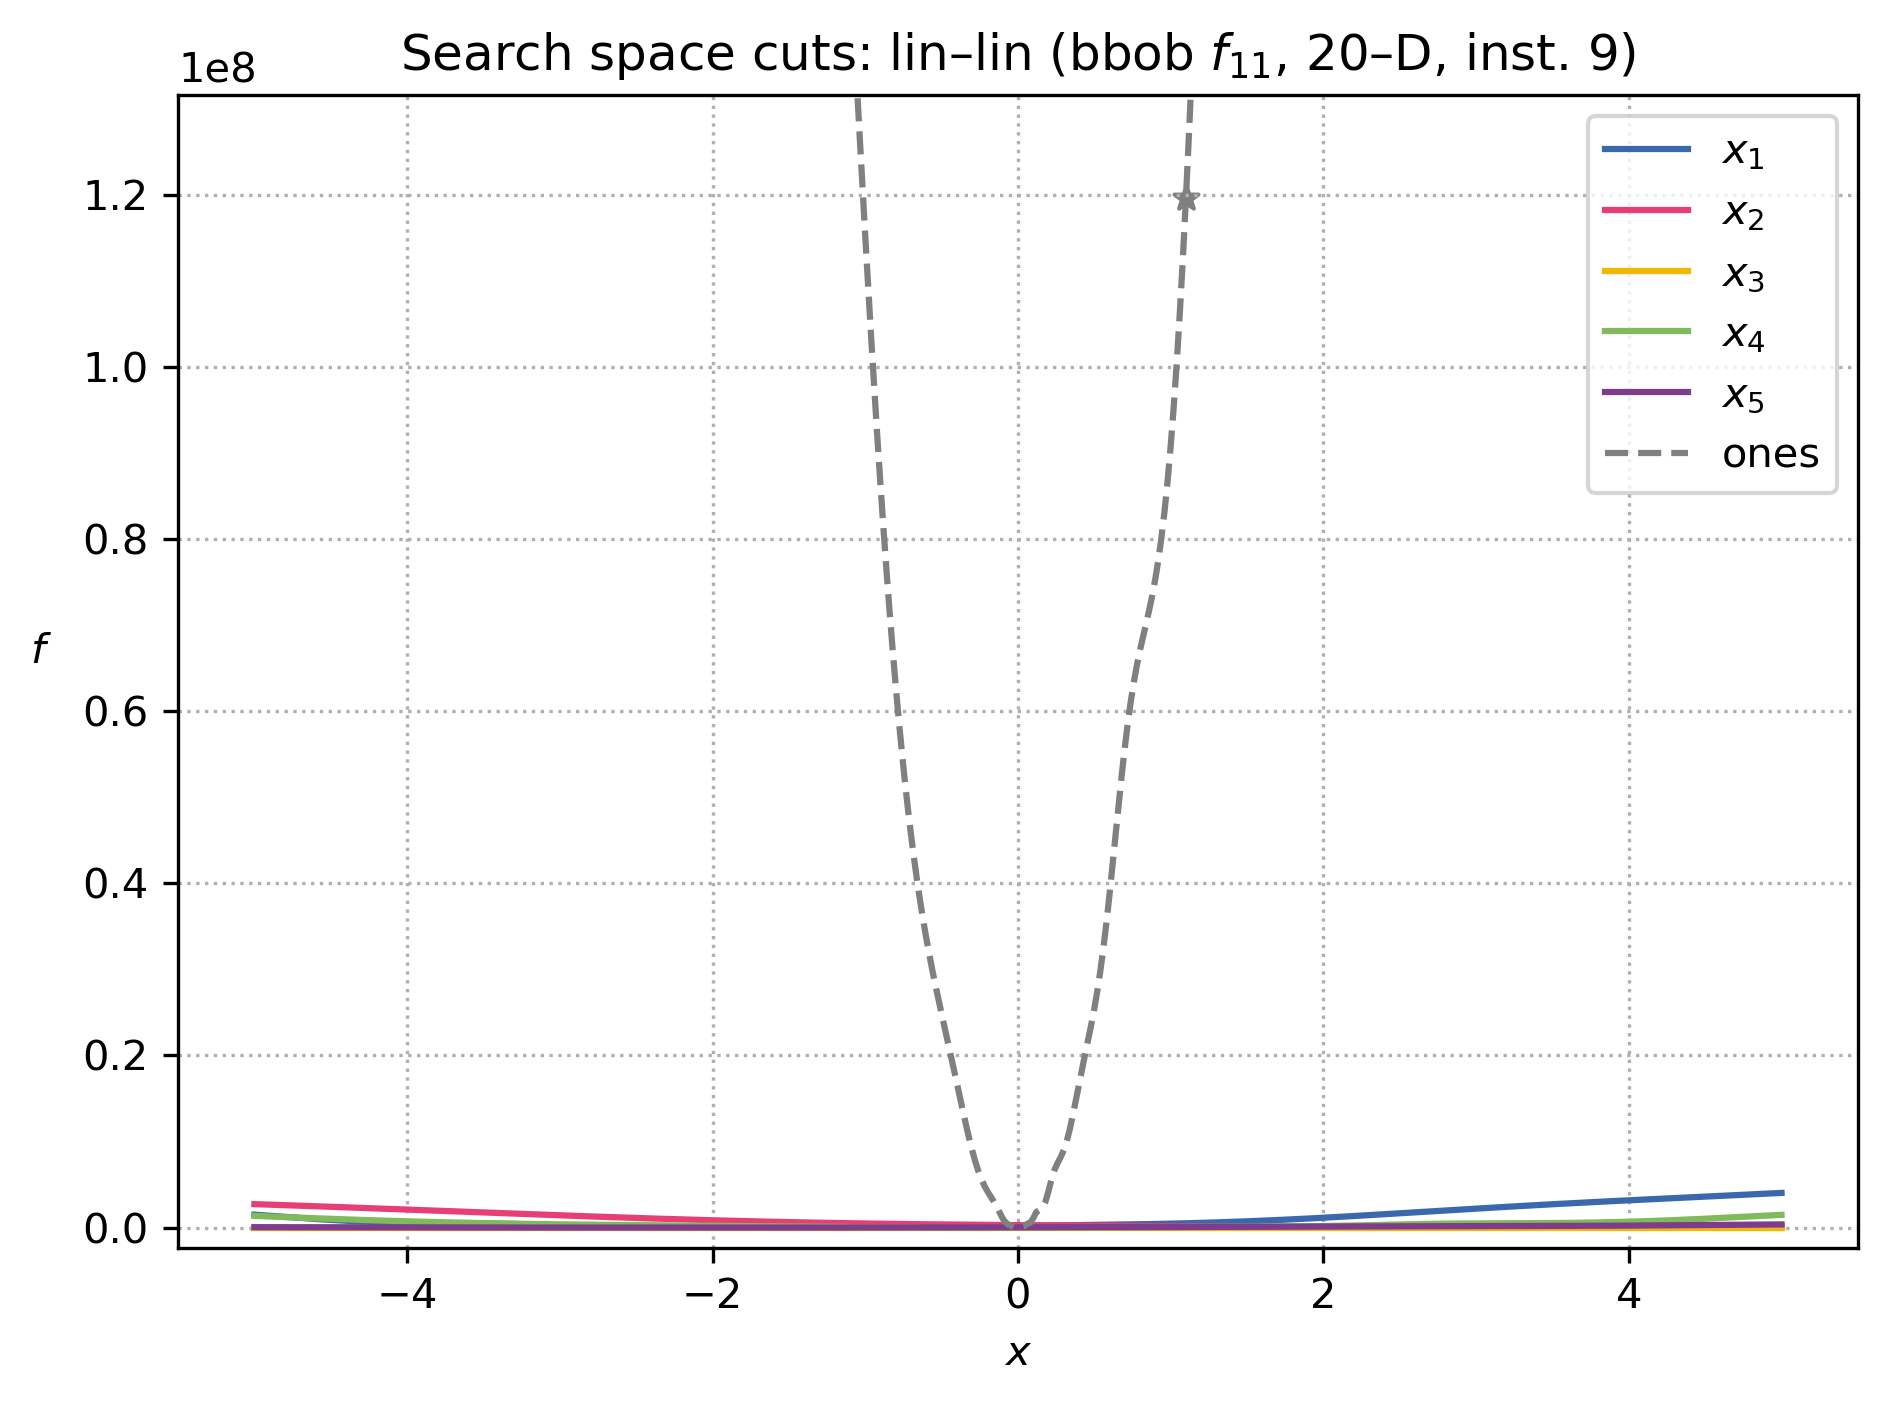 Search space cuts: lin–lin (bbob f₁₁, 20–D, inst. 9)
1e8
1.2
1.0
0.8
0.6
0.4
0.2
0.0
f
−4
−2
0
2
4
x
x₁
x₂
x₃
x₄
x₅
ones